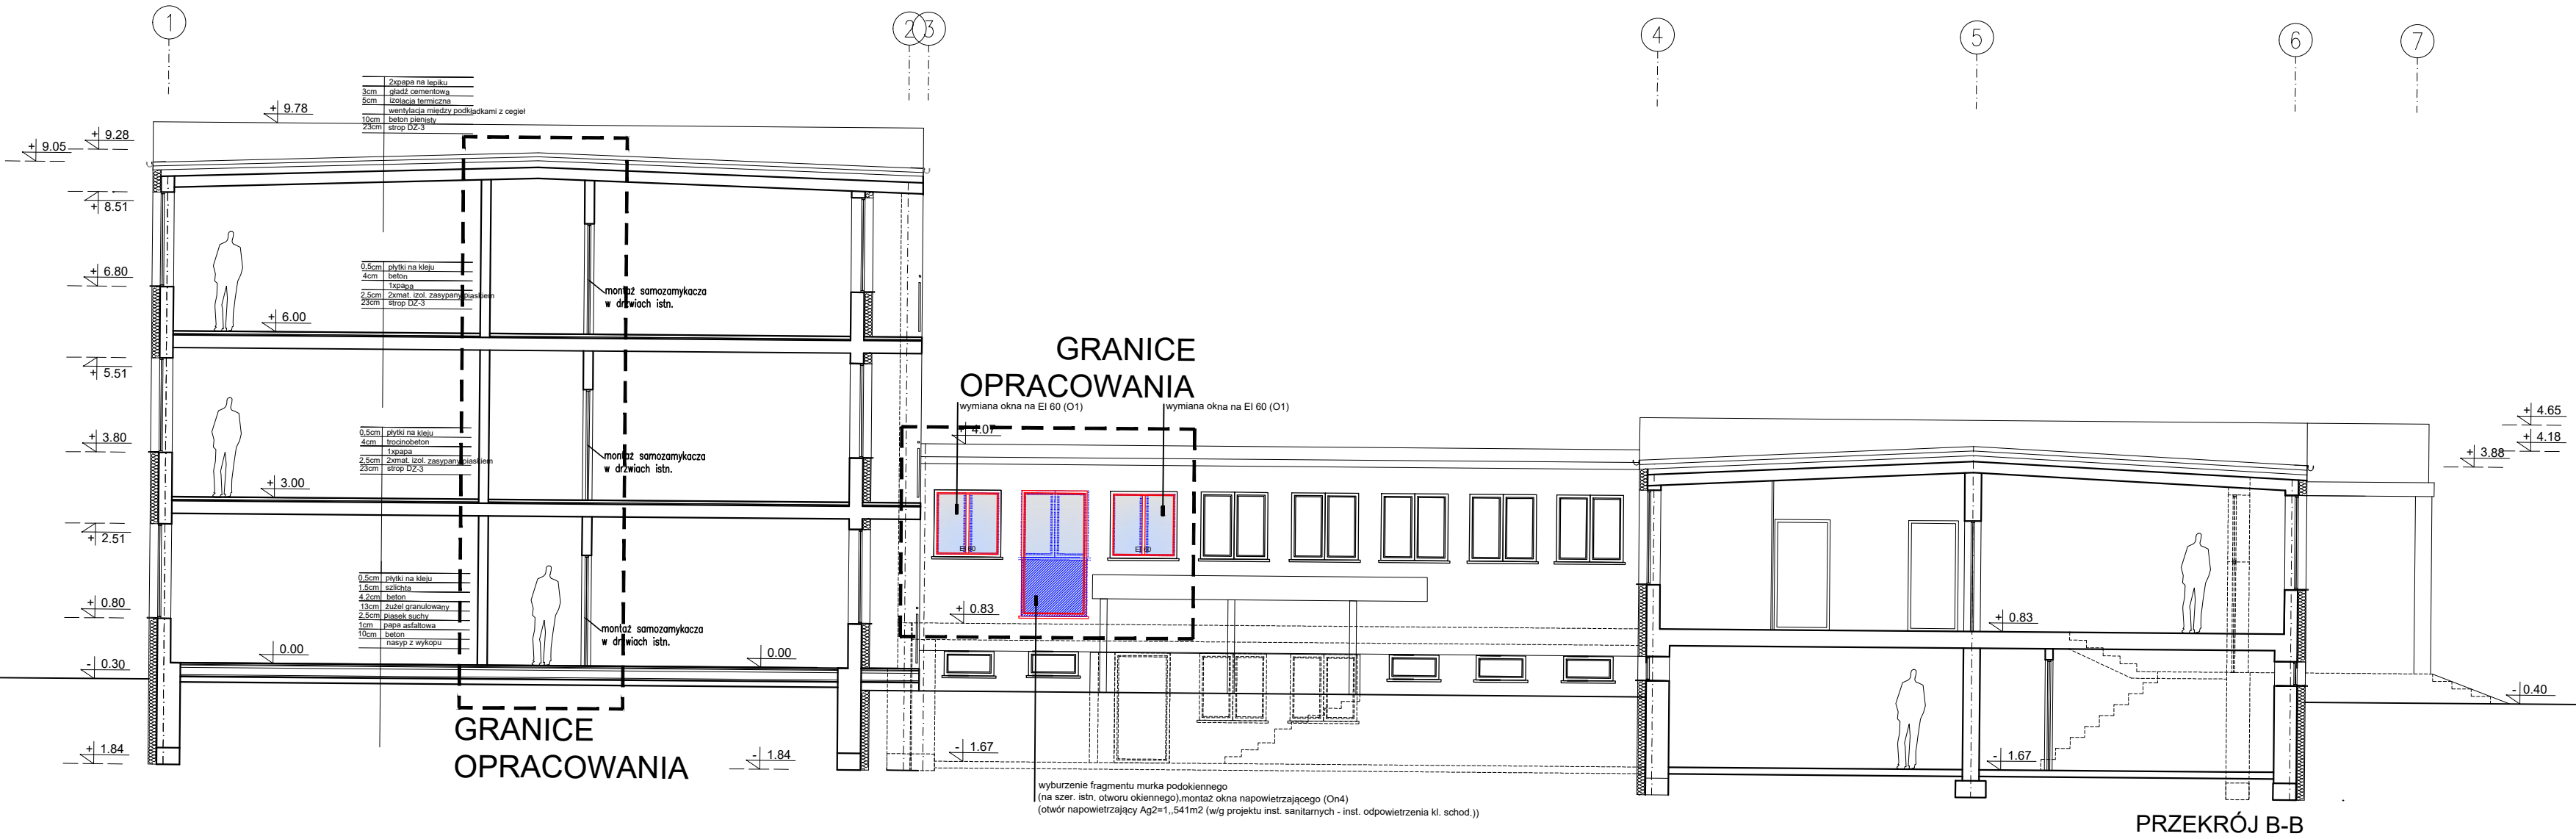 1
2
3
4
5
6
7
2xpapa na lepiku
3cm gładź cementowa
5cm izolacja termiczna
wentylacja między podkładkami z cegieł
10cm beton pienisty
23cm strop DZ-3
+ 9.78
+ 9.28
+ 9.05
+ 8.51
+ 6.80
0,5cm płytki na kleju
4cm beton
1xpapa
2,5cm 2xmat. izol. zasypany piaskiem
23cm strop DZ-3
montaż samozamykacza
w drzwiach istn.
+ 6.00
+ 5.51
GRANICE
OPRACOWANIA
wymiana okna na EI 60 (O1)
wymiana okna na EI 60 (O1)
+ 4.07
+ 4.65
+ 4.18
+ 3.88
+ 3.80
0,5cm płytki na kleju
4cm trocinobeton
1xpapa
2,5cm 2xmat. izol. zasypany piaskiem
23cm strop DZ-3
montaż samozamykacza
w drzwiach istn.
+ 3.00
+ 2.51
EI 60
EI 60
0,5cm płytki na kleju
1,5cm szlichta
4,2cm beton
13cm żużel granulowany
2,5cm piasek suchy
1cm papa asfaltowa
10cm beton
nasyp z wykopu
+ 0.80
+ 0.83
+ 0.83
montaż samozamykacza
w drzwiach istn.
0.00
0.00
- 0.30
- 0.40
GRANICE
OPRACOWANIA
+ 1.84
- 1.84
- 1.67
- 1.67
wyburzenie fragmentu murka podokiennego
(na szer. istn. otworu okiennego),montaż okna napowietrzającego (On4)
(otwór napowietrzający Ag2=1,,541m2 (w/g projektu inst. sanitarnych - inst. odpowietrzenia kl. schod.))
PRZEKRÓJ B-B